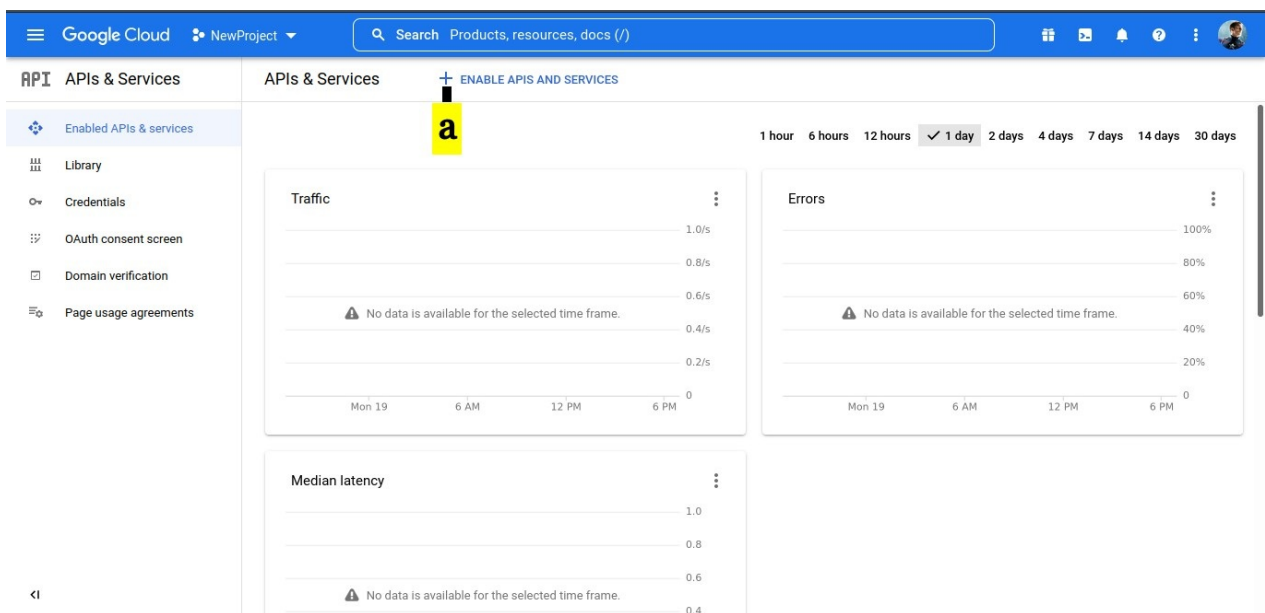 Google Cloud NewProject Search Products, resources, docs (/)
API APIs & Services
APIs & Services + ENABLE APIS AND SERVICES
a
Enabled APIs & services
Library
Credentials
OAuth consent screen
Domain verification
Page usage agreements
1 hour 6 hours 12 hours 1 day 2 days 4 days 7 days 14 days 30 days
Traffic
1.0/s
0.8/s
0.6/s
No data is available for the selected time frame.
0.4/s
0.2/s
0
Mon 19 6 AM 12 PM 6 PM
Errors
100%
80%
60%
No data is available for the selected time frame.
40%
20%
0
Mon 19 6 AM 12 PM 6 PM
Median latency
1.0
0.8
0.6
No data is available for the selected time frame.
0.4